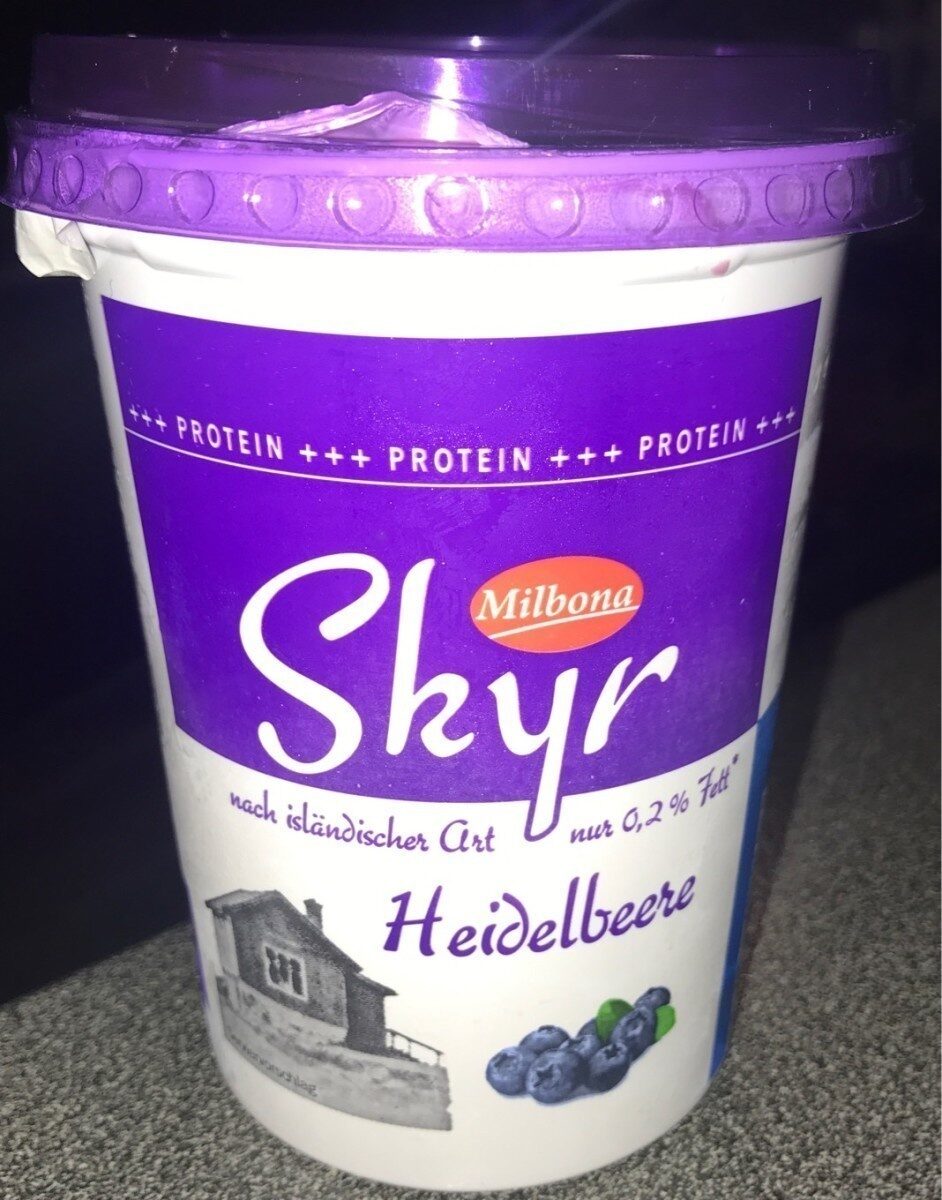 +++ PROTEIN +++ PROTEIN +++ PROTEIN +++
Milbona
Skyr
nach isländischer Art
nur 0,2 % Fett*
Heidelbeere